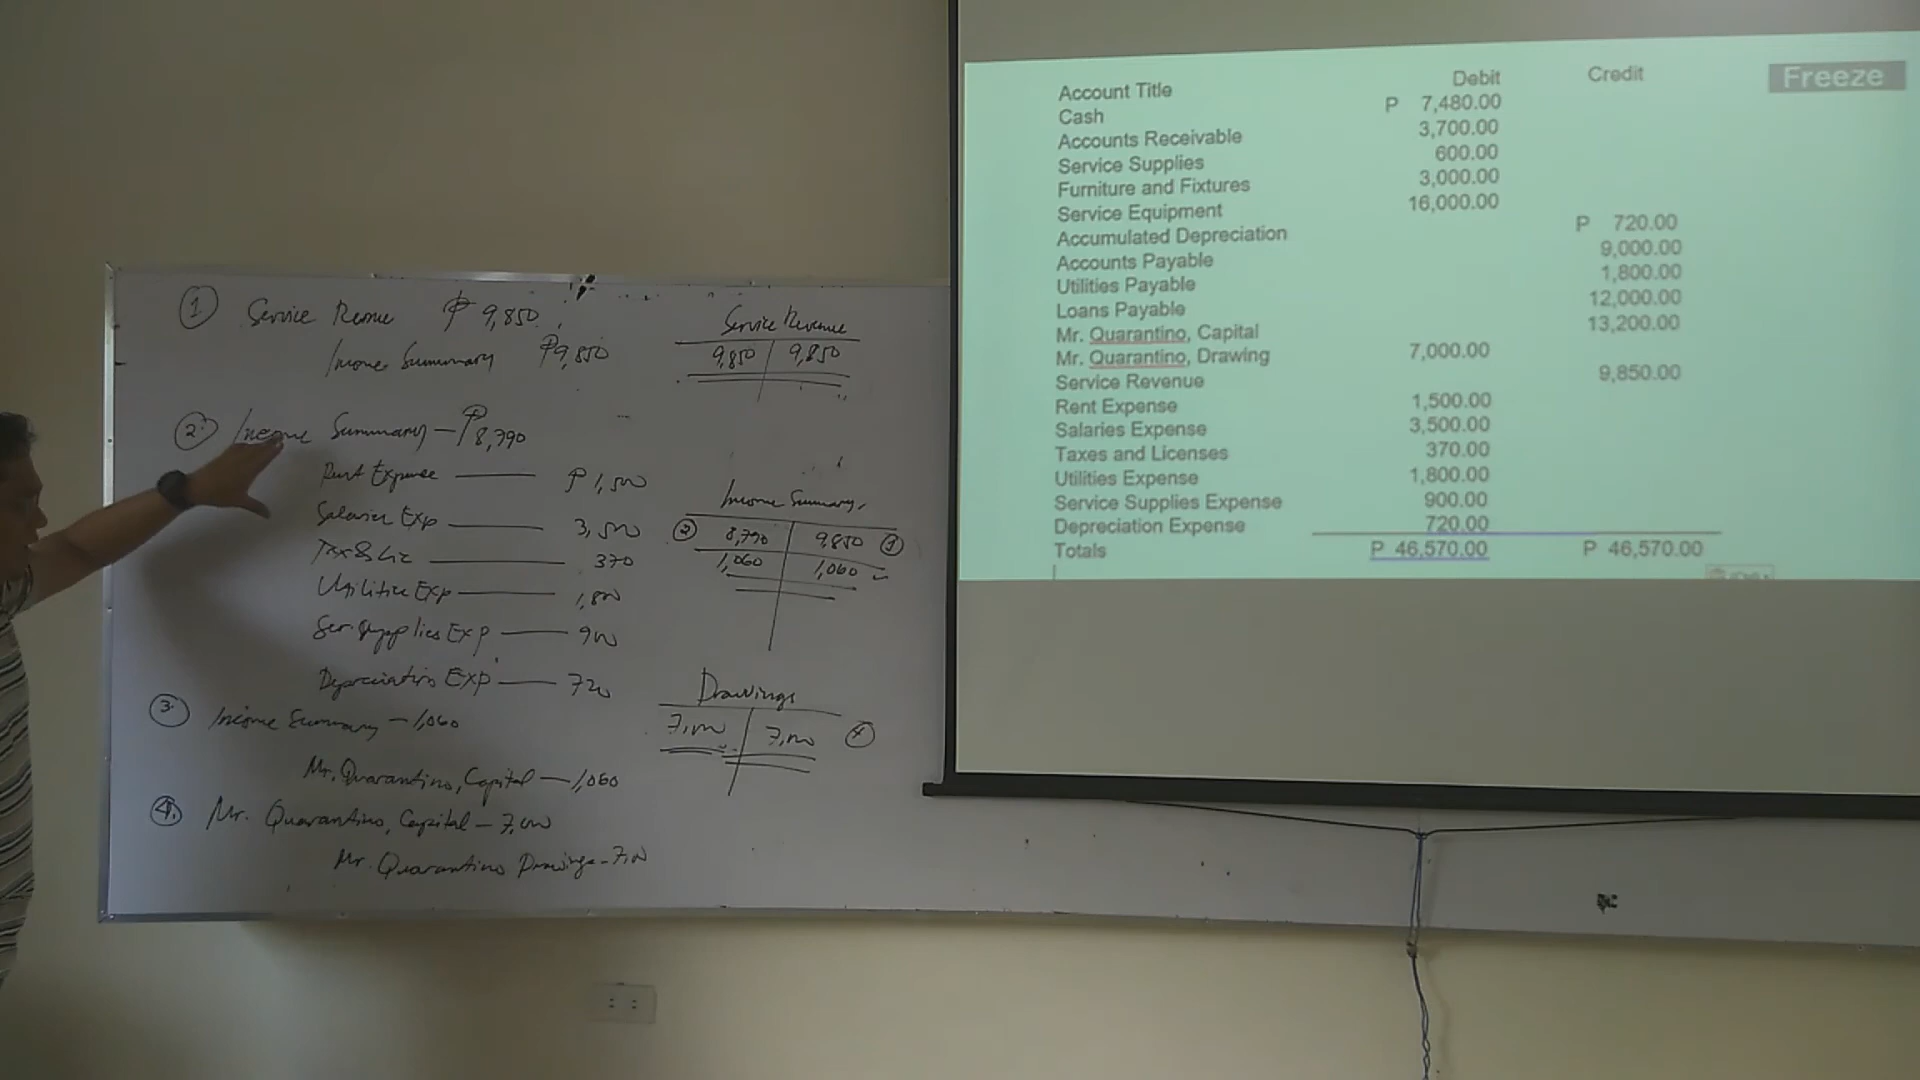 ① Service Revenue ₱ 9,850
Income Summary ₱9,850
② Income Summary – ₱8,790
Rent Expense — ₱ 1,500
Salaries Exp — 3,500
Tax & Lic — 370
Utilities Exp — 1,800
Ser. Supplies Exp — 900
Depreciation Exp — 720
③ Income Summary – 1,060
Mr. Quarantino, Capital – 1,060
④ Mr. Quarantino, Capital – 7,000
Mr. Quarantino Drawings – 7,000
Service Revenue
9,850 9,850
Income Summary
② 8,790 9,850 ①
1,060 1,060
Drawings
7,000 7,000 ④
Freeze
Account Title Debit Credit
Cash P 7,480.00
Accounts Receivable 3,700.00
Service Supplies 600.00
Furniture and Fixtures 3,000.00
Service Equipment 16,000.00
Accumulated Depreciation P 720.00
Accounts Payable 9,000.00
Utilities Payable 1,800.00
Loans Payable 12,000.00
Mr. Quarantino, Capital 13,200.00
Mr. Quarantino, Drawing 7,000.00
Service Revenue 9,850.00
Rent Expense 1,500.00
Salaries Expense 3,500.00
Taxes and Licenses 370.00
Utilities Expense 1,800.00
Service Supplies Expense 900.00
Depreciation Expense 720.00
Totals P 46,570.00 P 46,570.00